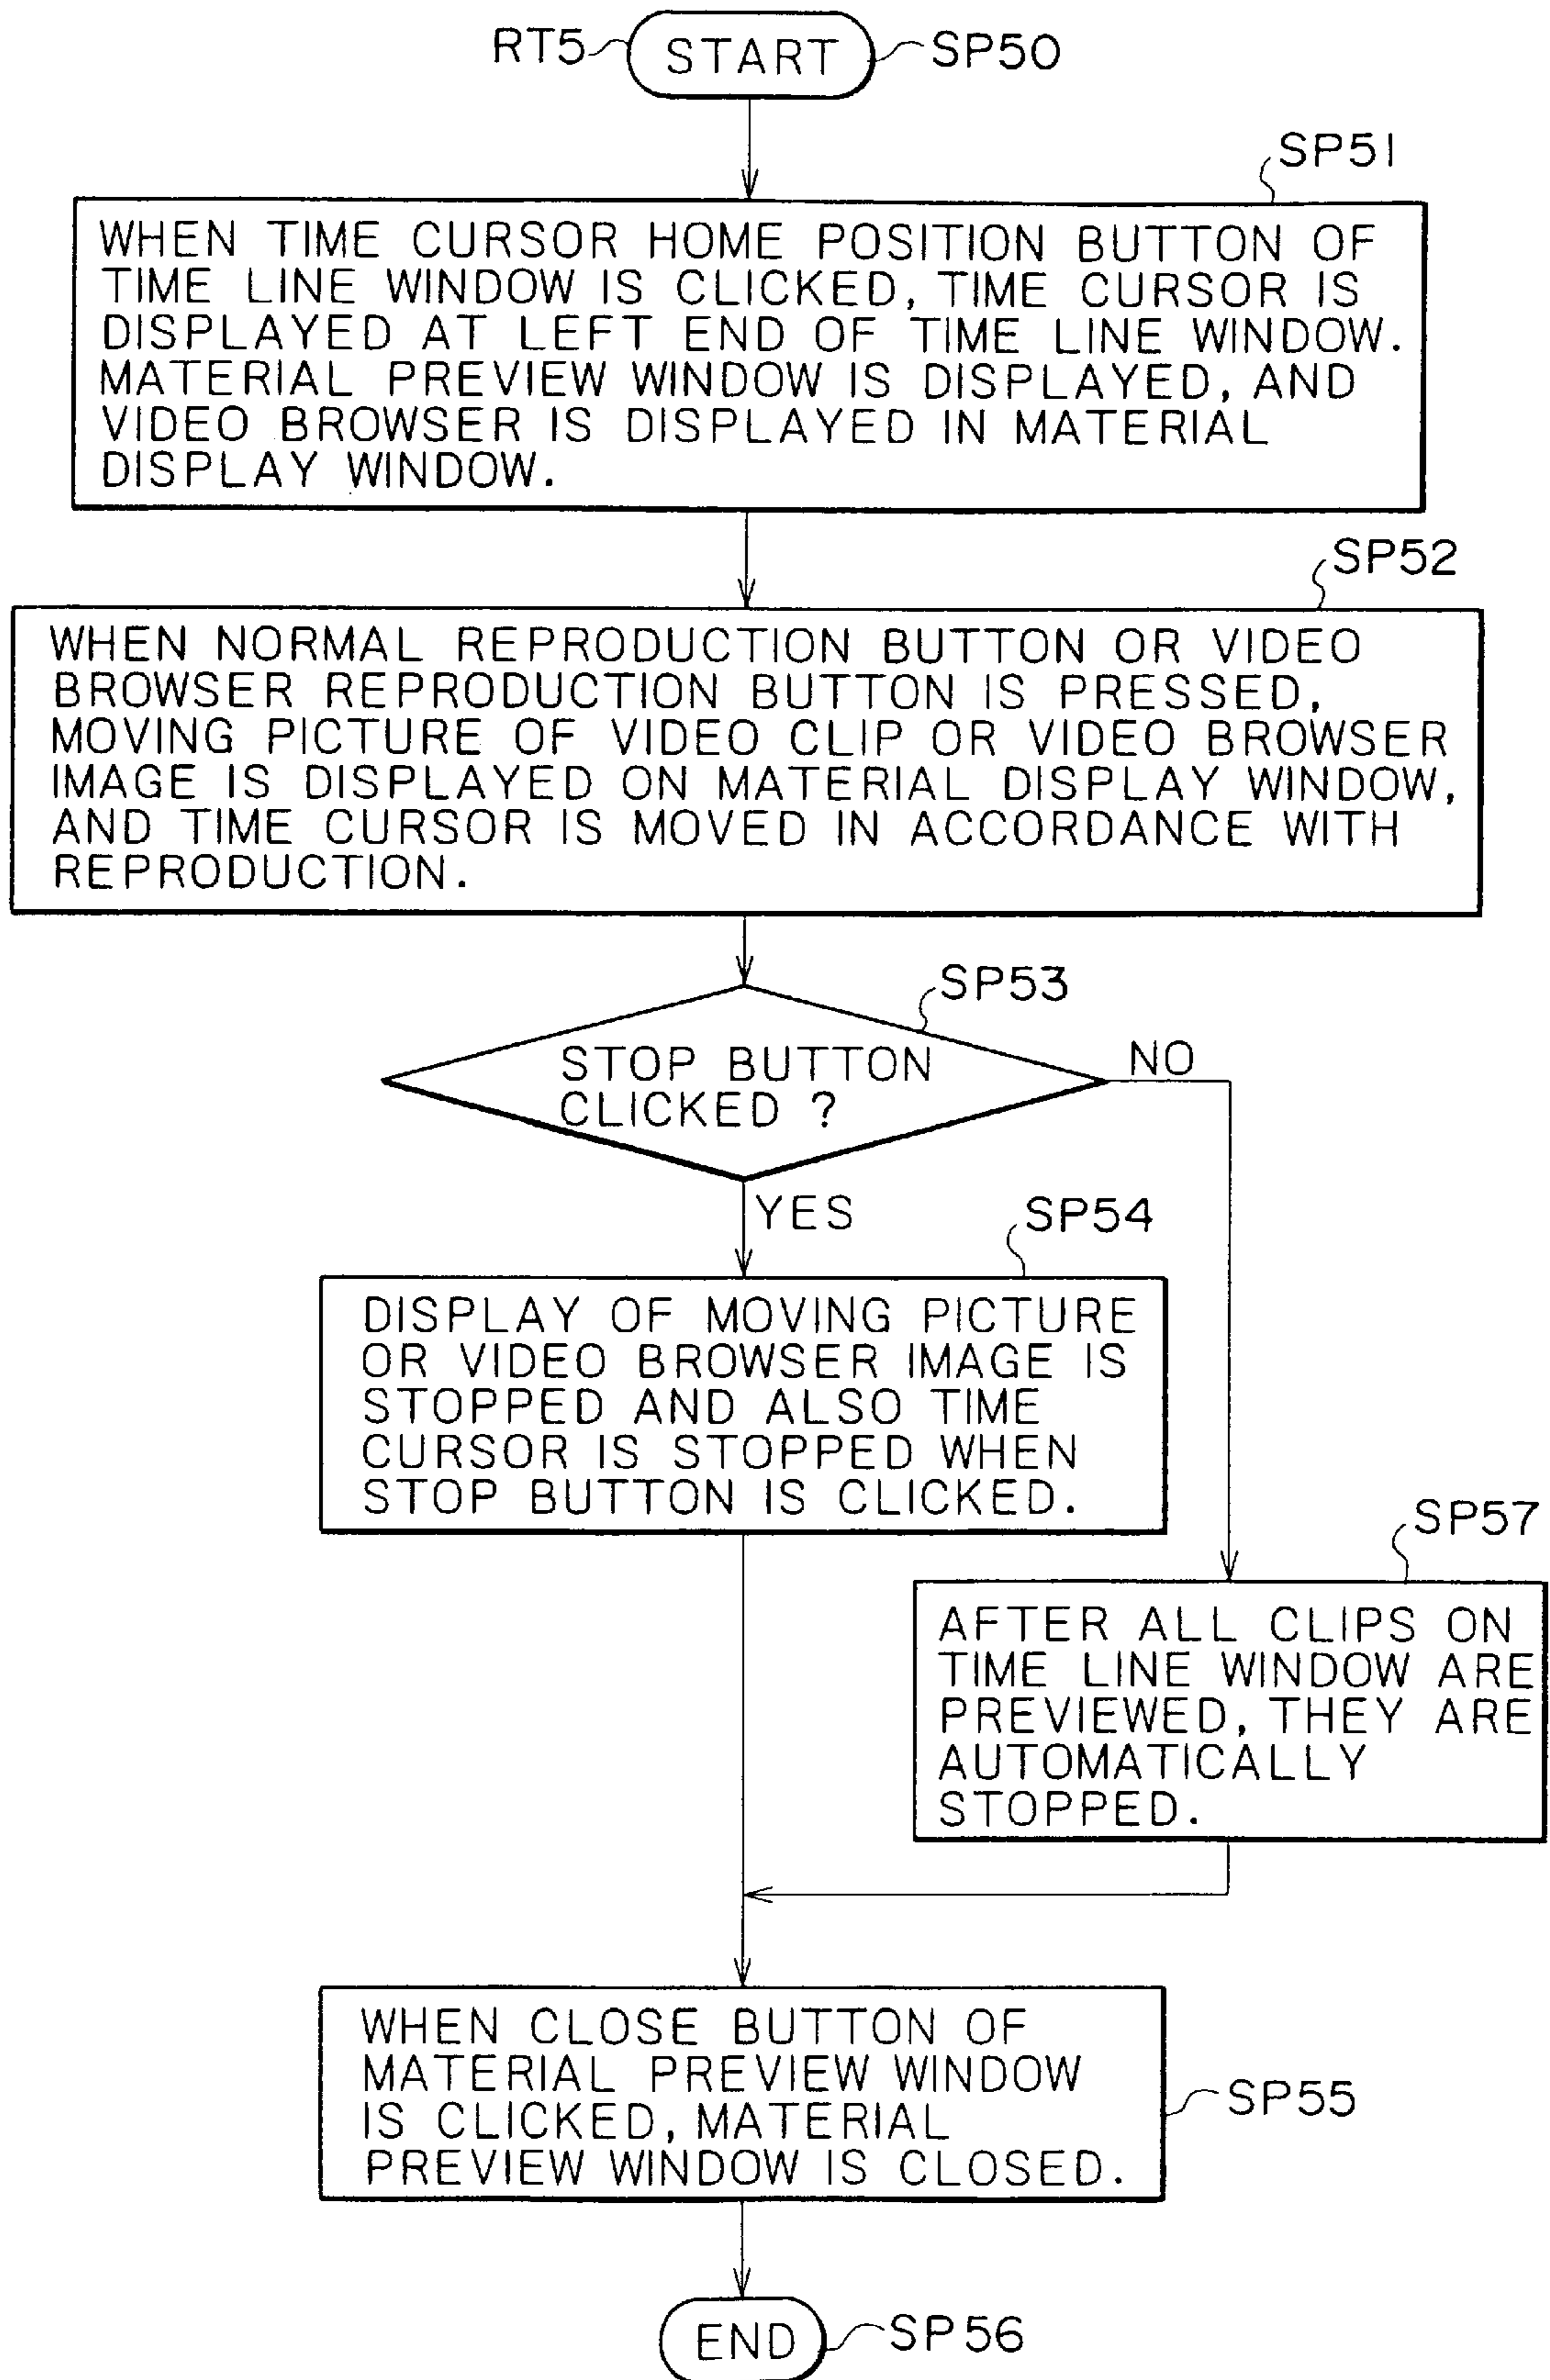 RT5 START SP50
SP51
WHEN TIME CURSOR HOME POSITION BUTTON OF
TIME LINE WINDOW IS CLICKED, TIME CURSOR IS
DISPLAYED AT LEFT END OF TIME LINE WINDOW.
MATERIAL PREVIEW WINDOW IS DISPLAYED, AND
VIDEO BROWSER IS DISPLAYED IN MATERIAL
DISPLAY WINDOW.
SP52
WHEN NORMAL REPRODUCTION BUTTON OR VIDEO
BROWSER REPRODUCTION BUTTON IS PRESSED,
MOVING PICTURE OF VIDEO CLIP OR VIDEO BROWSER
IMAGE IS DISPLAYED ON MATERIAL DISPLAY WINDOW,
AND TIME CURSOR IS MOVED IN ACCORDANCE WITH
REPRODUCTION.
SP53
STOP BUTTON
CLICKED ?
NO
YES
SP54
DISPLAY OF MOVING PICTURE
OR VIDEO BROWSER IMAGE IS
STOPPED AND ALSO TIME
CURSOR IS STOPPED WHEN
STOP BUTTON IS CLICKED.
SP57
AFTER ALL CLIPS ON
TIME LINE WINDOW ARE
PREVIEWED, THEY ARE
AUTOMATICALLY
STOPPED.
WHEN CLOSE BUTTON OF
MATERIAL PREVIEW WINDOW
IS CLICKED, MATERIAL
PREVIEW WINDOW IS CLOSED.
SP55
END SP56